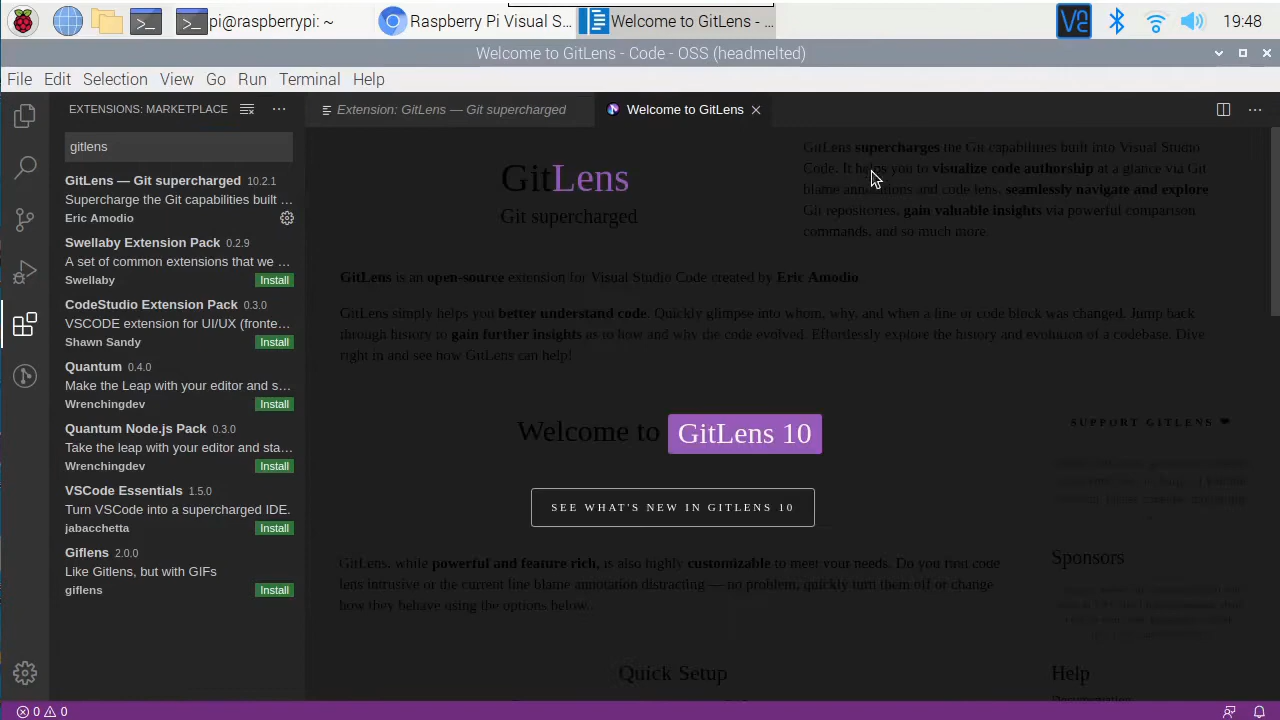 pi@raspberrypi: ~
Raspberry Pi Visual S...
Welcome to GitLens - ...
19:48
Welcome to GitLens - Code - OSS (headmelted)
File Edit Selection View Go Run Terminal Help
EXTENSIONS: MARKETPLACE
Extension: GitLens — Git supercharged
Welcome to GitLens
gitlens
GitLens — Git supercharged 10.2.1
Supercharge the Git capabilities built ...
Eric Amodio
Swellaby Extension Pack 0.2.9
A set of common extensions that we ...
Swellaby Install
CodeStudio Extension Pack 0.3.0
VSCODE extension for UI/UX (fronte...
Shawn Sandy Install
Quantum 0.4.0
Make the Leap with your editor and s...
Wrenchingdev Install
Quantum Node.js Pack 0.3.0
Take the leap with your editor and sta...
Wrenchingdev Install
VSCode Essentials 1.5.0
Turn VSCode into a supercharged IDE.
jabacchetta Install
Giflens 2.0.0
Like Gitlens, but with GIFs
giflens Install
GitLens
Git supercharged
GitLens supercharges the Git capabilities built into Visual Studio
Code. It helps you to visualize code authorship at a glance via Git
blame annotations and code lens, seamlessly navigate and explore
Git repositories, gain valuable insights via powerful comparison
commands, and so much more.
GitLens is an open-source extension for Visual Studio Code created by Eric Amodio
GitLens simply helps you better understand code. Quickly glimpse into whom, why, and when a line or code block was changed. Jump back
through history to gain further insights as to how and why the code evolved. Effortlessly explore the history and evolution of a codebase. Dive
right in and see how GitLens can help!
Welcome to GitLens 10
SEE WHAT'S NEW IN GITLENS 10
GitLens, while powerful and feature rich, is also highly customizable to meet your needs. Do you find code
lens intrusive or the current line blame annotation distracting — no problem, quickly turn them off or change
how they behave using the options below.
Quick Setup
SUPPORT GITLENS
Sponsors
Help
Documentation
0 0